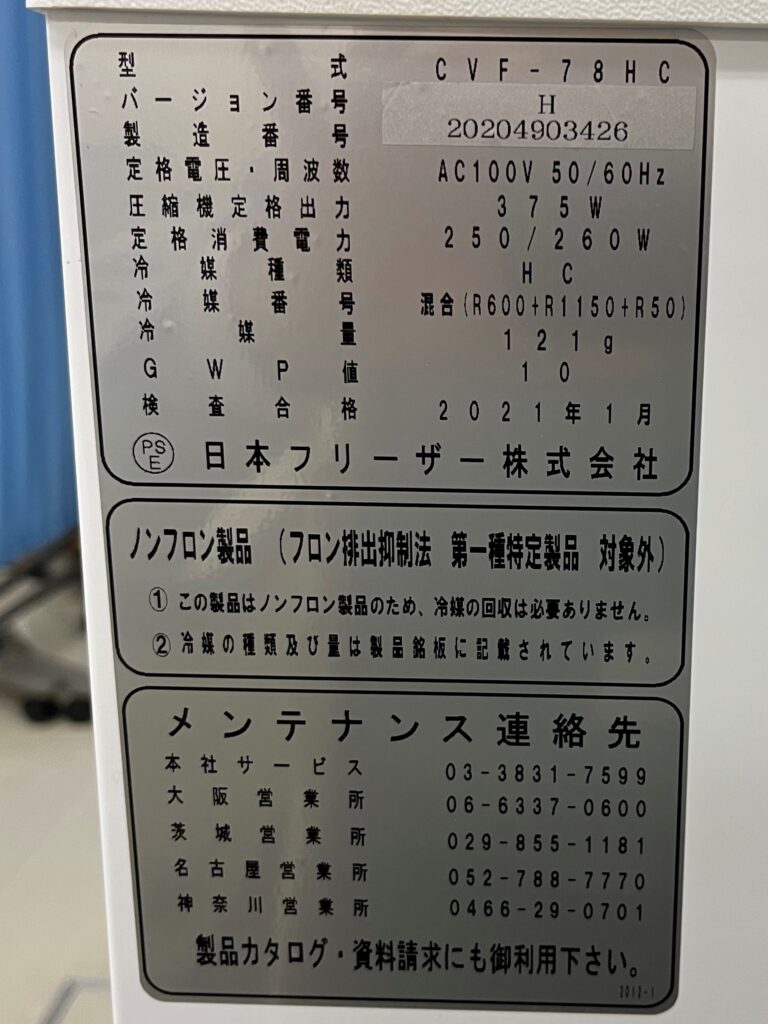 型式 CVF-78HC
バージョン番号 H
製造番号 20204903426
定格電圧・周波数 AC100V 50/60Hz
圧縮機定格出力 375W
定格消費電力 250/260W
冷媒種類 HC
冷媒番号 混合(R600+R1150+R50)
冷媒量 121g
GWP値 10
検査合格 2021年1月
PSE 日本フリーザー株式会社
ノンフロン製品 (フロン排出抑制法 第一種特定製品 対象外)
① この製品はノンフロン製品のため、冷媒の回収は必要ありません。
② 冷媒の種類及び量は製品銘板に記載されています。
メンテナンス連絡先
本社サービス 03-3831-7599
大阪営業所 06-6337-0600
茨城営業所 029-855-1181
名古屋営業所 052-788-7770
神奈川営業所 0466-29-0701
製品カタログ・資料請求にも御利用下さい。
2012-1